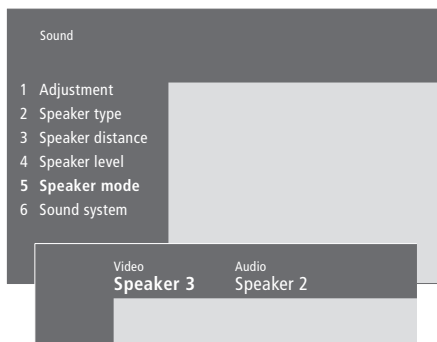 Sound
1 Adjustment
2 Speaker type
3 Speaker distance
4 Speaker level
5 Speaker mode
6 Sound system
Video Audio
Speaker 3 Speaker 2